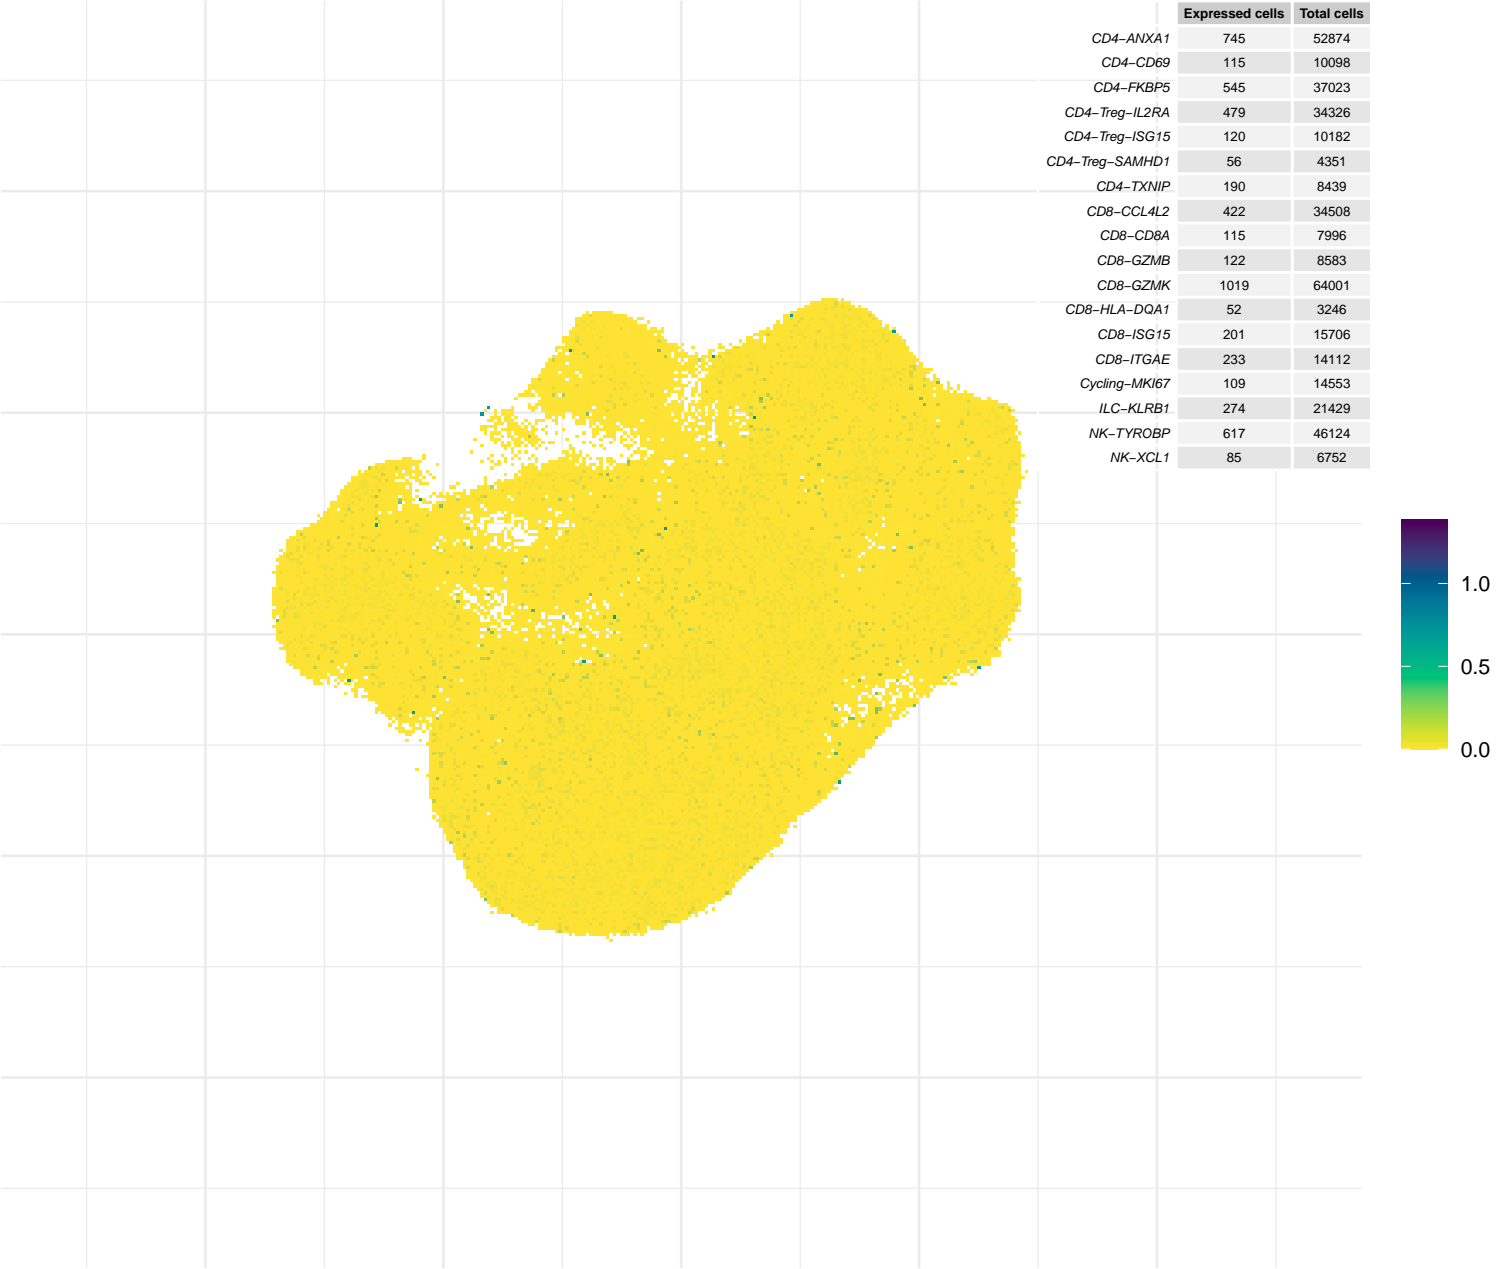 Expressed cells Total cells
CD4−ANXA1 745 52874
CD4−CD69 115 10098
CD4−FKBP5 545 37023
CD4−Treg−IL2RA 479 34326
CD4−Treg−ISG15 120 10182
CD4−Treg−SAMHD1 56 4351
CD4−TXNIP 190 8439
CD8−CCL4L2 422 34508
CD8−CD8A 115 7996
CD8−GZMB 122 8583
CD8−GZMK 1019 64001
CD8−HLA−DQA1 52 3246
CD8−ISG15 201 15706
CD8−ITGAE 233 14112
Cycling−MKI67 109 14553
ILC−KLRB1 274 21429
NK−TYROBP 617 46124
NK−XCL1 85 6752
1.0
0.5
0.0